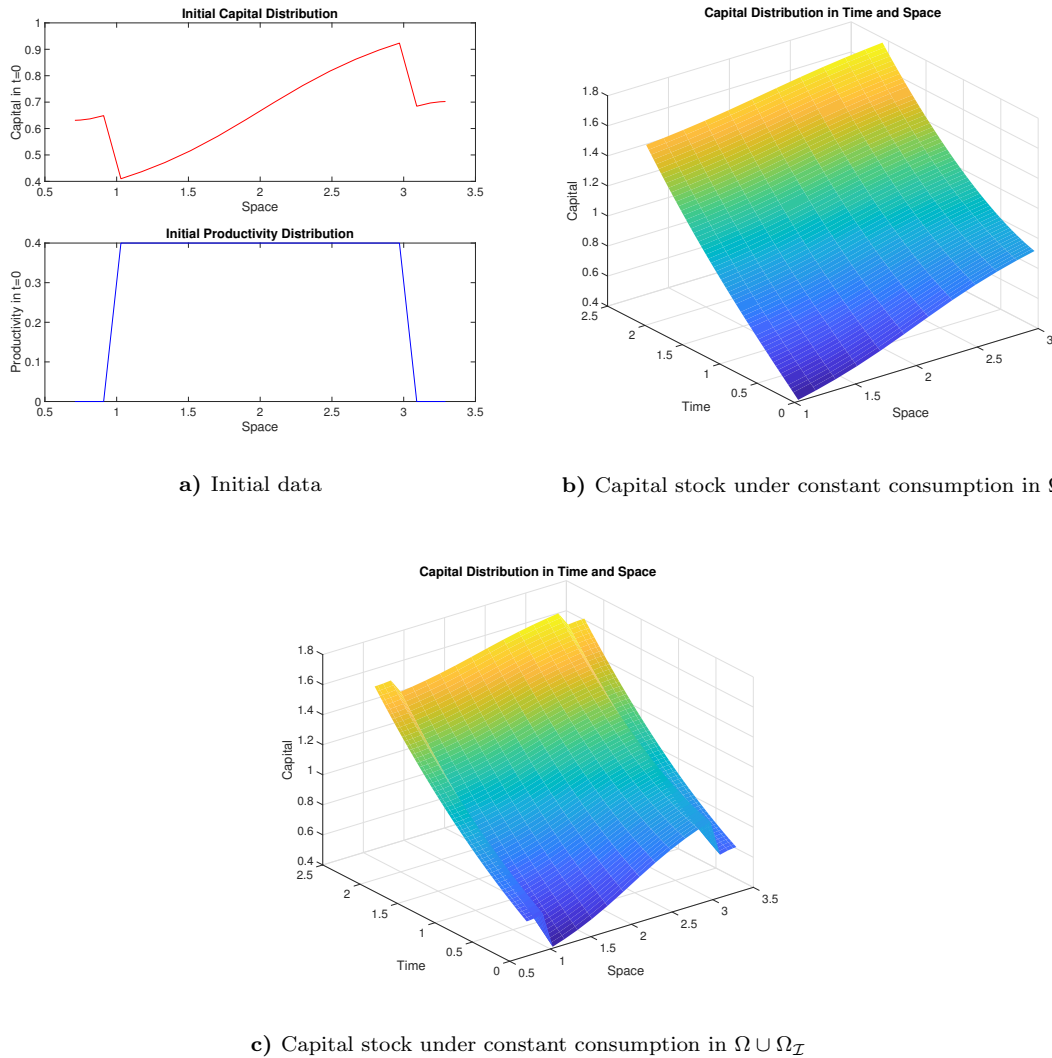 Initial Capital Distribution
1
0.9
0.8
0.7
0.6
0.5
0.4
Capital in t=0
0.5 1 1.5 2 2.5 3 3.5
Space
Initial Productivity Distribution
0.4
0.3
0.2
0.1
0
Productivity in t=0
0.5 1 1.5 2 2.5 3 3.5
Space
a) Initial data
Capital Distribution in Time and Space
1.8
1.6
1.4
1.2
1
0.8
0.6
0.4
Capital
2.5 2 1.5 1 0.5 0
Time
1 1.5 2 2.5 3
Space
b) Capital stock under constant consumption in
Capital Distribution in Time and Space
1.8
1.6
1.4
1.2
1
0.8
0.6
0.4
Capital
2.5 2 1.5 1 0.5 0
Time
0.5 1 1.5 2 2.5 3 3.5
Space
c) Capital stock under constant consumption in Ω ∪ Ω_ℐ